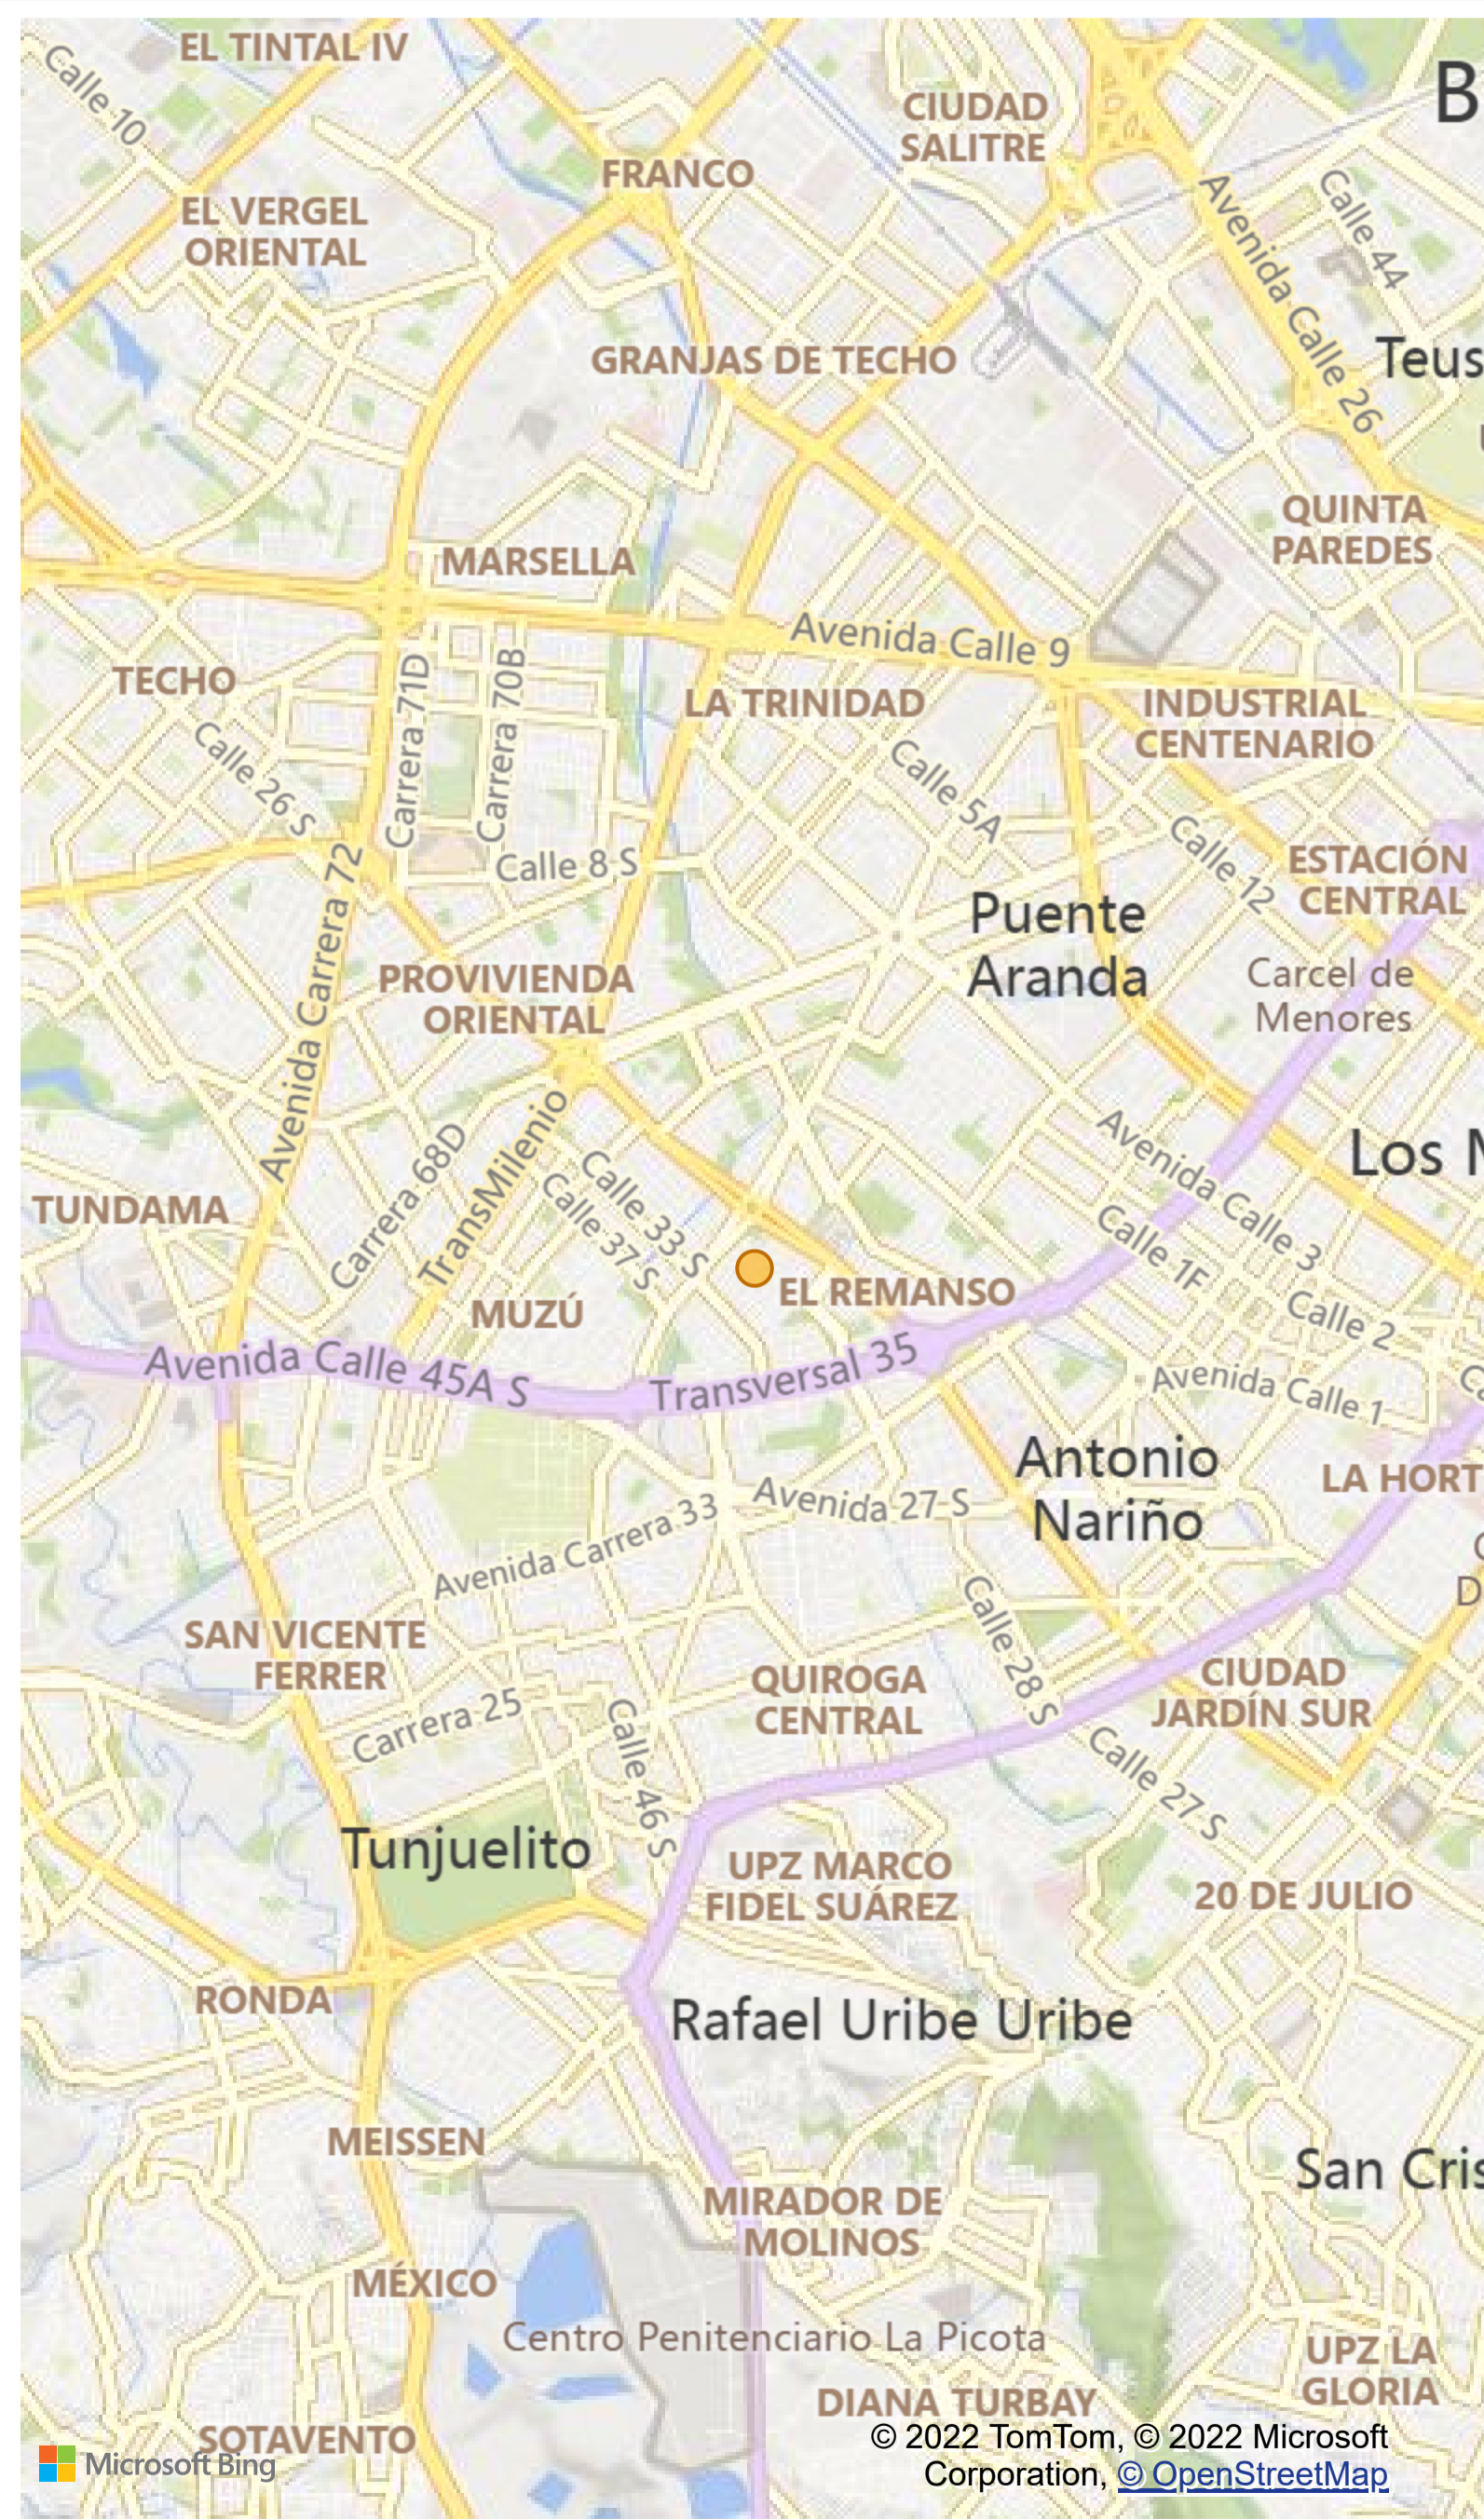 EL TINTAL IV
Calle 10
CIUDAD
SALITRE
FRANCO
Calle 44
EL VERGEL
ORIENTAL
Avenida Calle 26
GRANJAS DE TECHO
QUINTA
PAREDES
MARSELLA
Avenida Calle 9
TECHO
Carrera 71D
Carrera 70B
LA TRINIDAD
INDUSTRIAL
CENTENARIO
Calle 26 S
Calle 5A
Calle 12
Calle 8 S
ESTACIÓN
CENTRAL
Avenida Carrera 72
Puente
Aranda
PROVIVIENDA
ORIENTAL
Carcel de
Menores
Carrera 68D
TransMilenio
Calle 33 S
Calle 37 S
Avenida Calle 3
Los
TUNDAMA
Calle 1F
EL REMANSO
MUZÚ
Calle 2
Avenida Calle 45A S
Transversal 35
Avenida Calle 1
Antonio
Nariño
LA HORT
Avenida Carrera 33
Avenida 27 S
Calle 28 S
SAN VICENTE
FERRER
QUIROGA
CENTRAL
CIUDAD
JARDÍN SUR
Carrera 25
Calle 46 S
Calle 27 S
Tunjuelito
UPZ MARCO
FIDEL SUÁREZ
20 DE JULIO
RONDA
Rafael Uribe Uribe
MEISSEN
San Cris
MIRADOR DE
MOLINOS
MÉXICO
Centro Penitenciario La Picota
UPZ LA
GLORIA
DIANA TURBAY
SOTAVENTO
Microsoft Bing
© 2022 TomTom, © 2022 Microsoft
Corporation, © OpenStreetMap